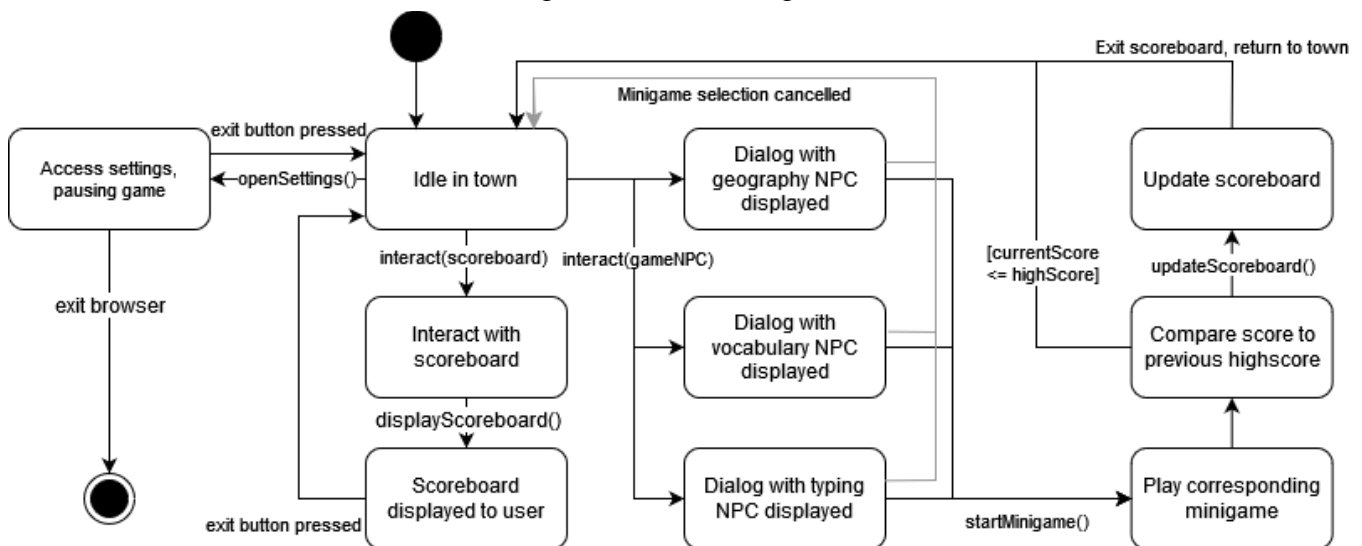 Exit scoreboard, return to town
Minigame selection cancelled
exit button pressed
Access settings,
pausing game
openSettings()
Idle in town
Dialog with
geography NPC
displayed
Update scoreboard
interact(scoreboard)
interact(gameNPC)
[currentScore
<= highScore]
updateScoreboard()
exit browser
Interact with
scoreboard
Dialog with
vocabulary NPC
displayed
Compare score to
previous highscore
displayScoreboard()
Scoreboard
displayed to user
Dialog with typing
NPC displayed
Play corresponding
minigame
exit button pressed
startMinigame()